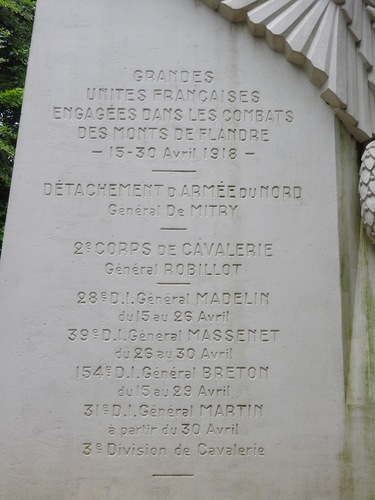 GRANDES
UNITES FRANÇAISES
ENGAGÉES DANS LES COMBATS
DES MONTS DE FLANDRE
- 15-30 Avril 1918 -
DÉTACHEMENT D'ARMÉE DU NORD
Général De MITRY
2e CORPS DE CAVALERIE
Général ROBILLOT
28e D.I. Général MADELIN
du 15 au 26 Avril
39e D.I. Général MASSENET
du 26 au 30 Avril
154e D.I. Général BRETON
du 15 au 29 Avril
31e D.I. Général MARTIN
à partir du 30 Avril
3e Division de Cavalerie